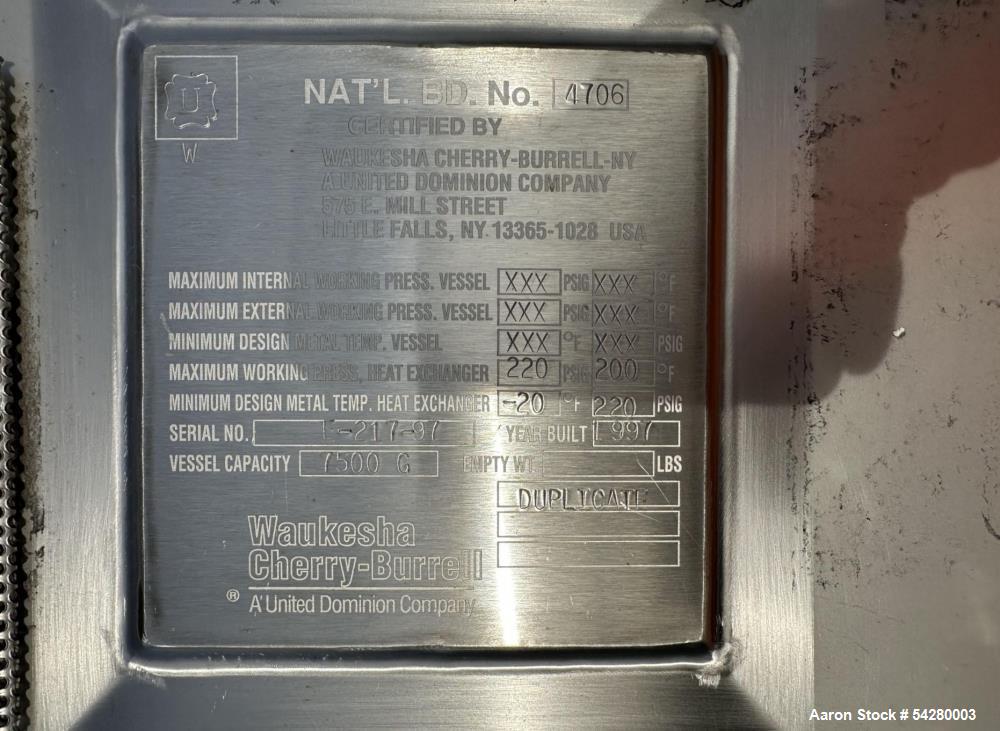 U
W
NAT'L. BD. No. 4706
CERTIFIED BY
WAUKESHA CHERRY-BURRELL-NY
A UNITED DOMINION COMPANY
575 E. MILL STREET
LITTLE FALLS, NY 13365-1028 USA
MAXIMUM INTERNAL WORKING PRESS. VESSEL XXX PSIG XXX °F
MAXIMUM EXTERNAL WORKING PRESS. VESSEL XXX PSIG XXX °F
MINIMUM DESIGN METAL TEMP. VESSEL XXX °F XXX PSIG
MAXIMUM WORKING PRESS. HEAT EXCHANGER 220 PSIG 200 °F
MINIMUM DESIGN METAL TEMP. HEAT EXCHANGER -20 °F 220 PSIG
SERIAL NO. E-217-97 YEAR BUILT 1997
VESSEL CAPACITY 7500 G EMPTY WT. LBS
DUPLICATE
Waukesha
Cherry-Burrell
® A United Dominion Company
Aaron Stock # 54280003